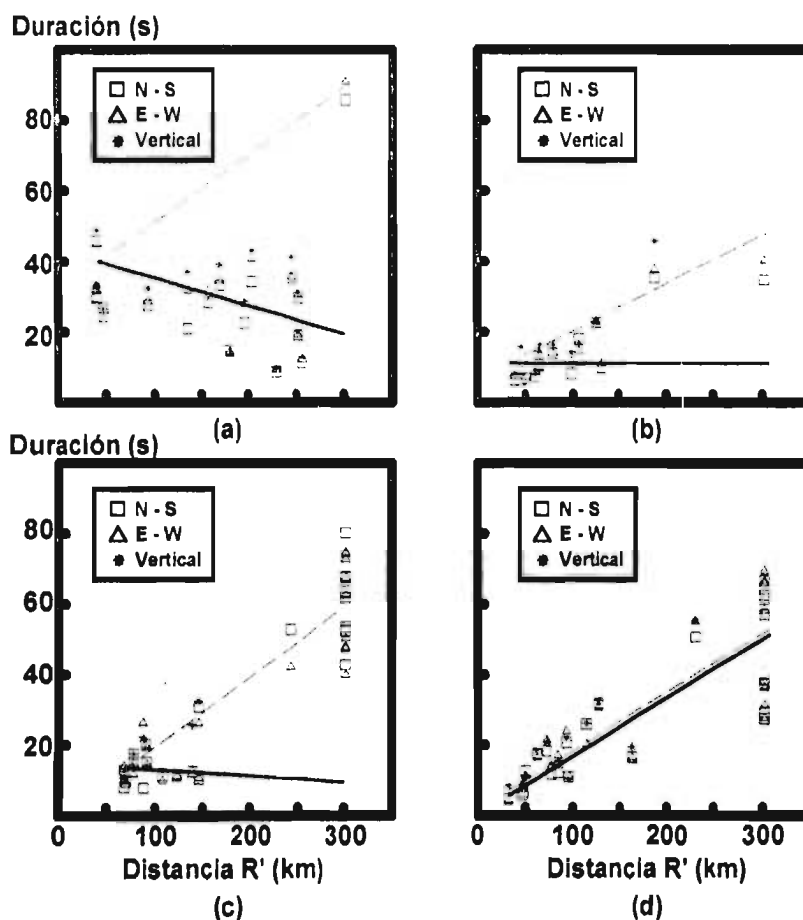 Duración (s)
N - S
E - W
Vertical
80
60
40
20
(a)
N - S
E - W
Vertical
(b)
Duración (s)
N - S
E - W
Vertical
80
60
40
20
0
100
200
300
Distancia R' (km)
(c)
N - S
E - W
Vertical
0
100
200
300
Distancia R' (km)
(d)